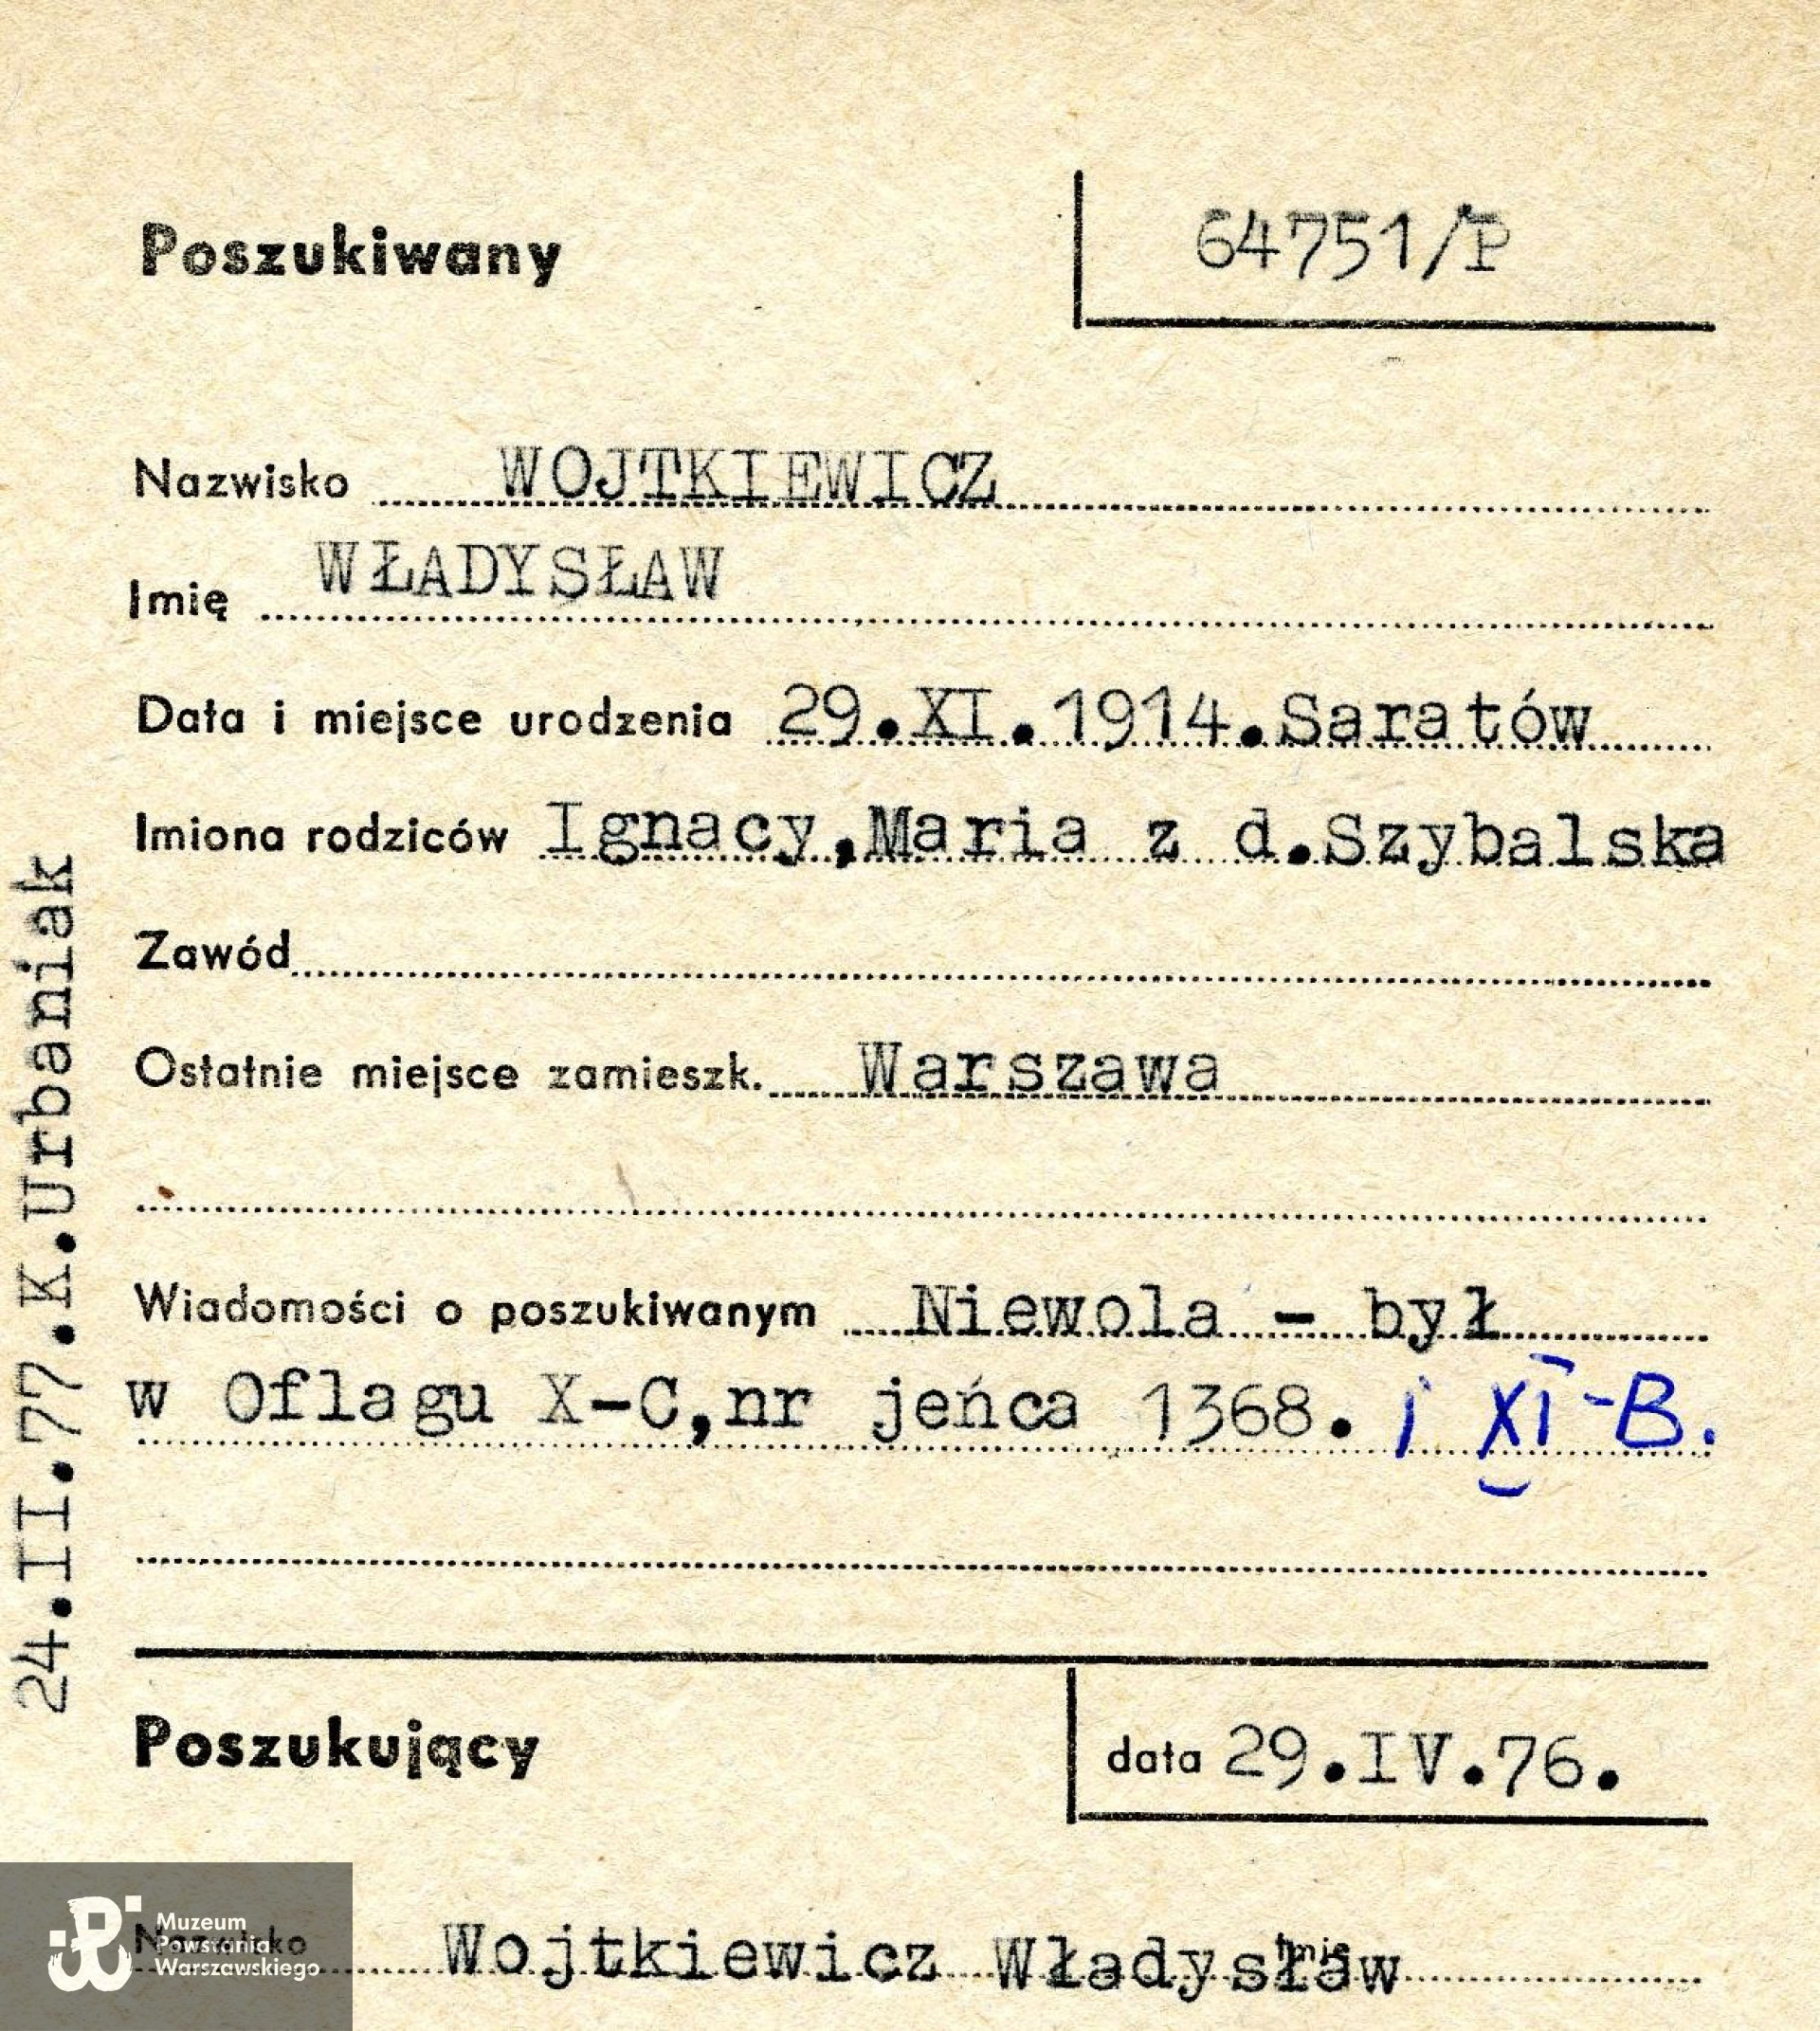 Poszukiwany
64751/P
Nazwisko WOJTKIEWICZ
Imię WŁADYSŁAW
Data i miejsce urodzenia 29.XI.1914.Saratów
Imiona rodziców Ignacy,Maria z d.Szybalska
Zawód
Ostatnie miejsce zamieszk. Warszawa
Wiadomości o poszukiwanym Niewola - był
w Oflagu X-C,nr jeńca 1368. i XI-B.
24.II.77.K.Urbaniak
Poszukujący
data 29.IV.76.
Nazwisko Wojtkiewicz Władysław
Imię
Muzeum
Powstania
Warszawskiego